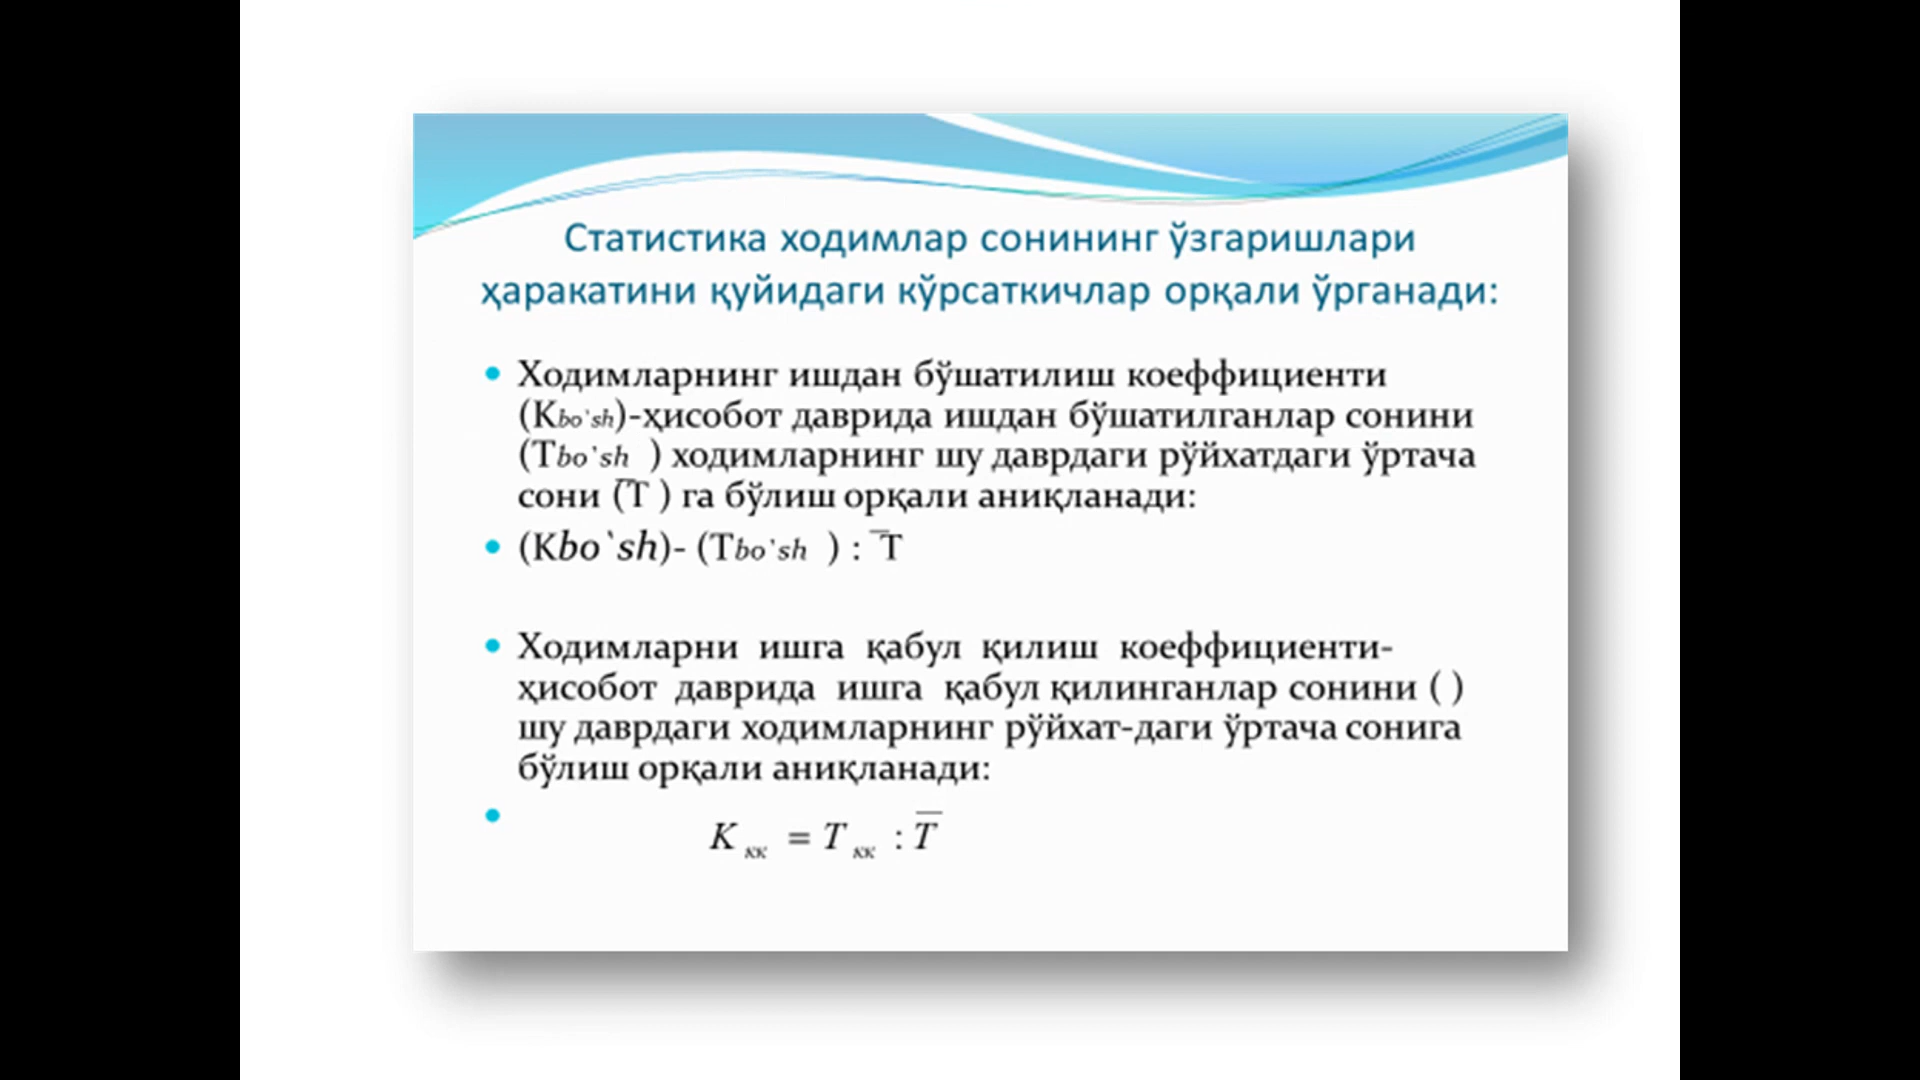 Статистика ходимлар сонининг ўзгаришлари
ҳаракатини қуйидаги кўрсаткичлар орқали ўрганади:
• Ходимларнинг ишдан бўшатилиш коеффициенти
(Kbo`sh)-ҳисобот даврида ишдан бўшатилганлар сонини
(Tbo`sh ) ходимларнинг шу даврдаги рўйхатдаги ўртача
сони (T̅ ) га бўлиш орқали аниқланади:
• (Kbo`sh)- (Tbo`sh ) : ‾T
• Ходимларни ишга қабул қилиш коеффициенти-
ҳисобот даврида ишга қабул қилинганлар сонини ( )
шу даврдаги ходимларнинг рўйхат-даги ўртача сонига
бўлиш орқали аниқланади:
• K кк = T кк : T̅